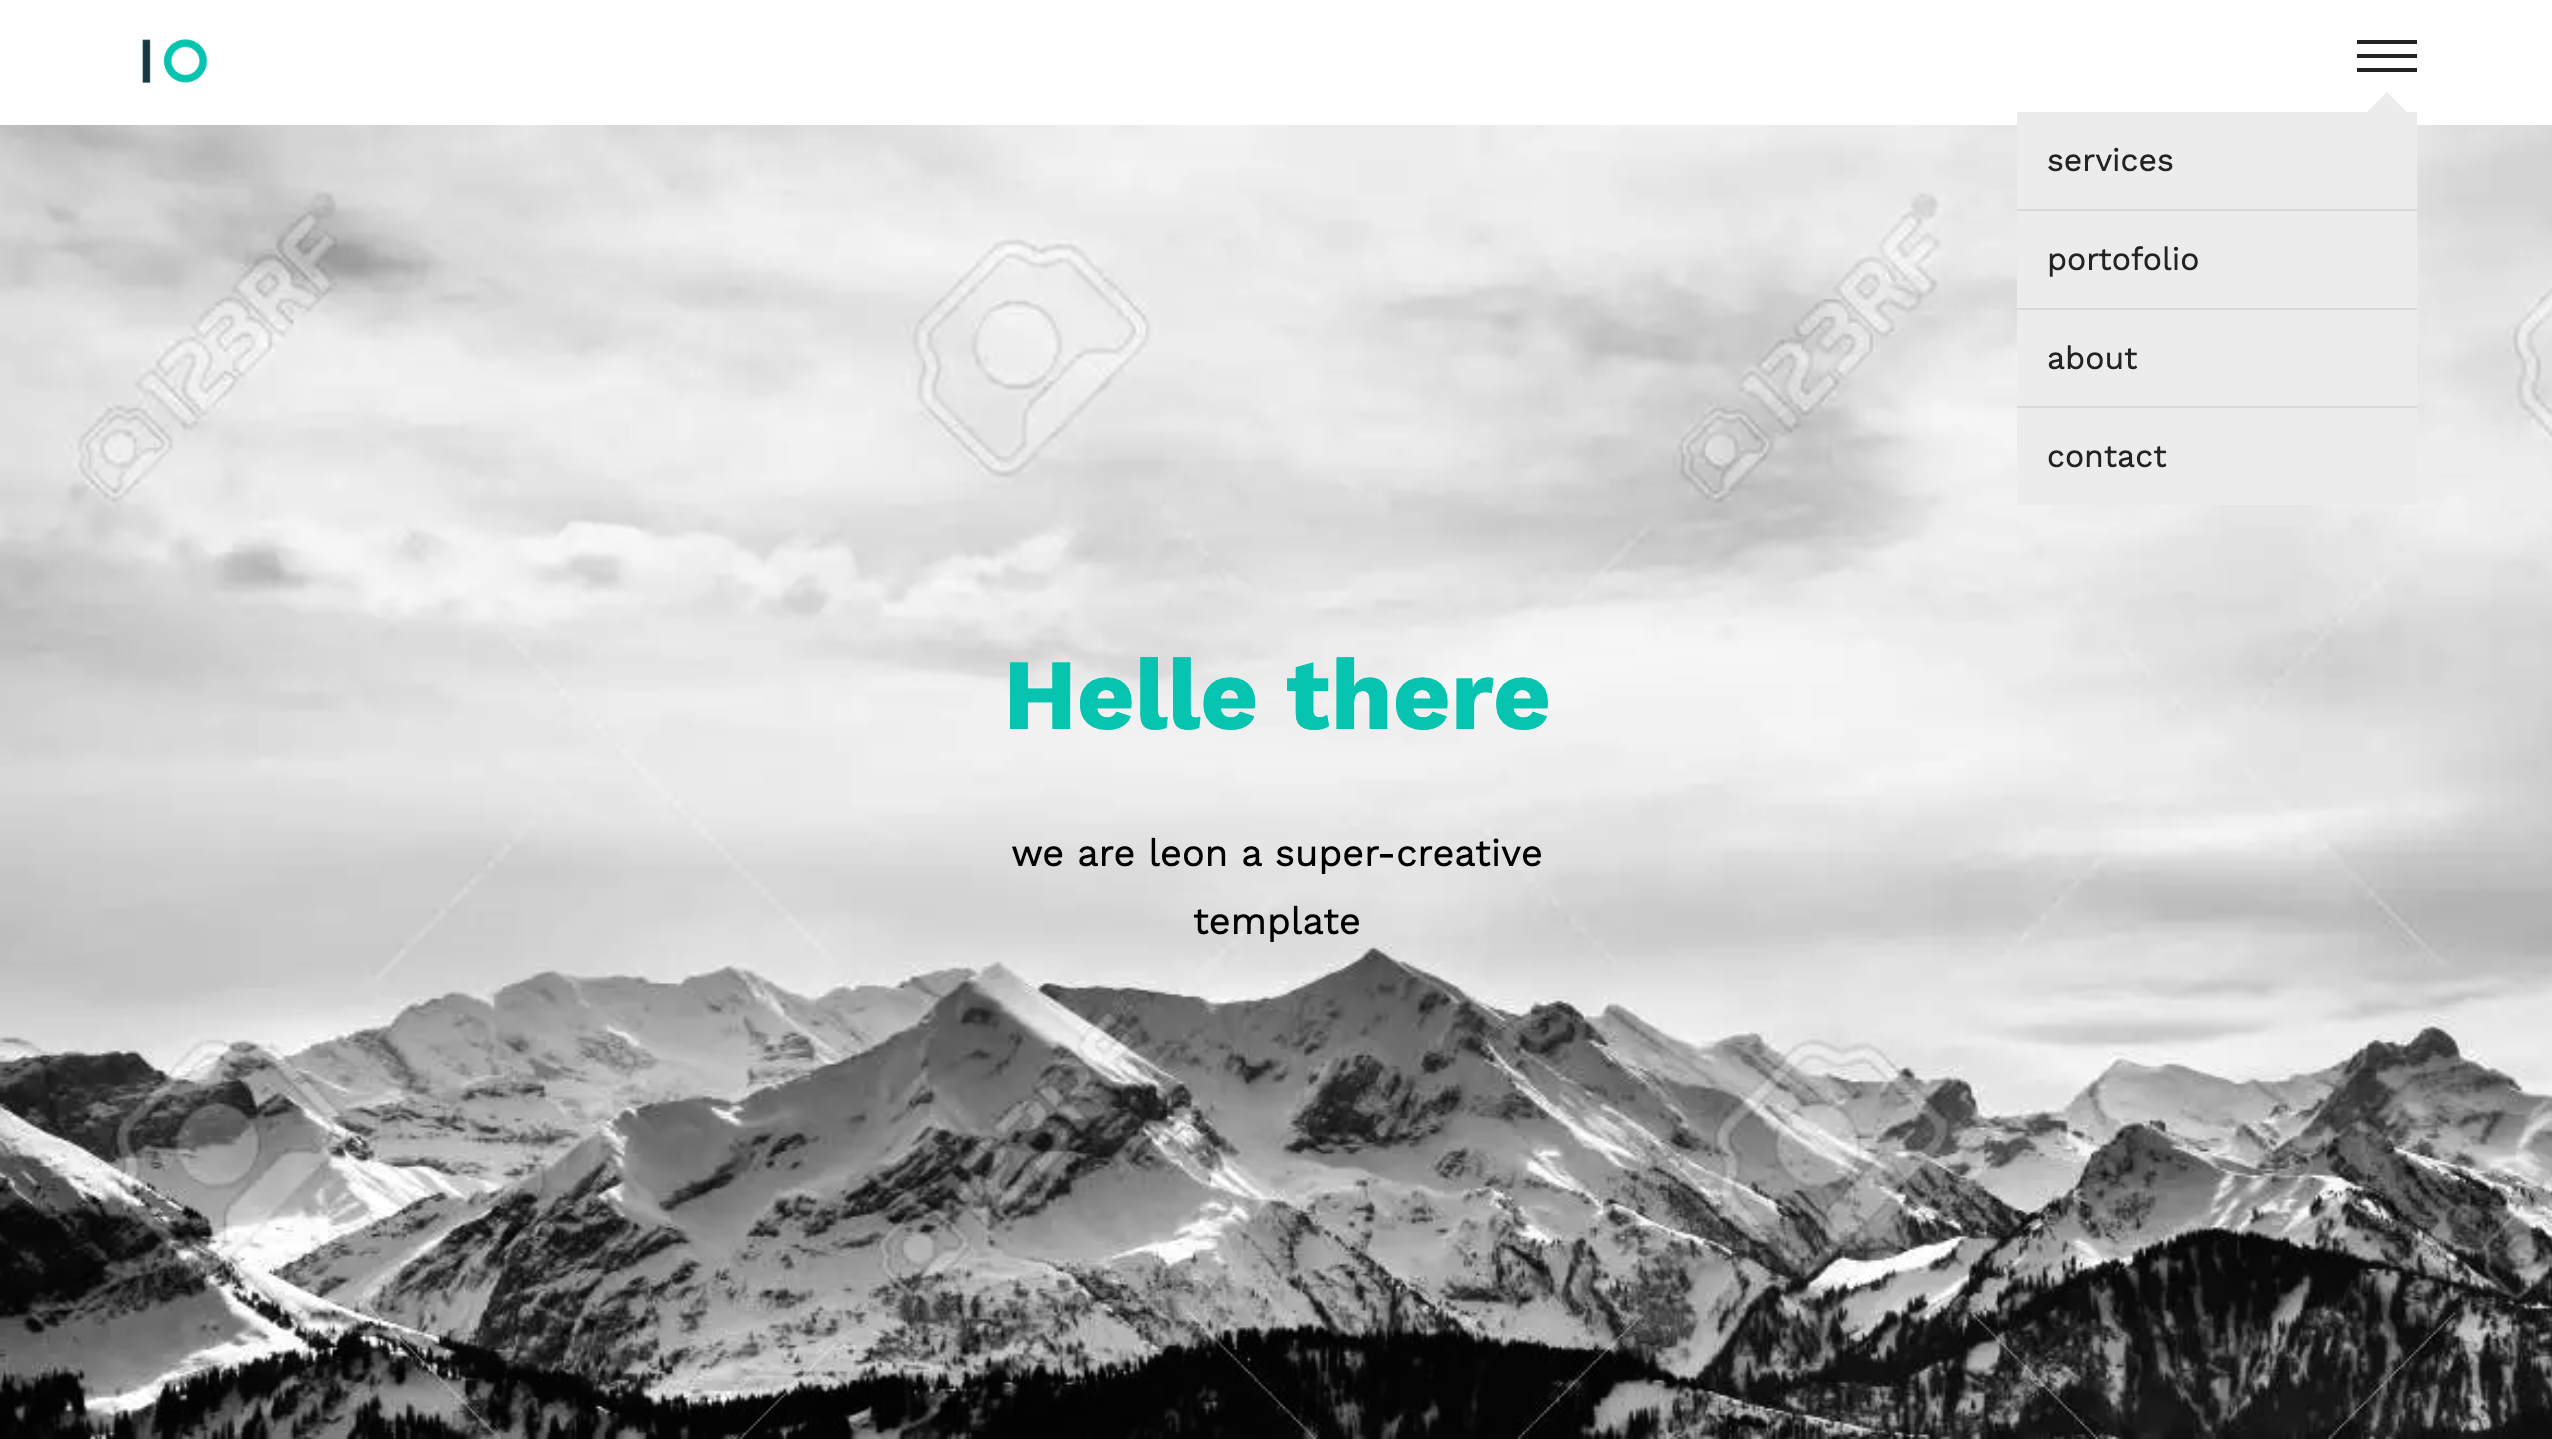 IO
services
portofolio
about
contact
123RF
123RF
Helle there
we are leon a super-creative
template